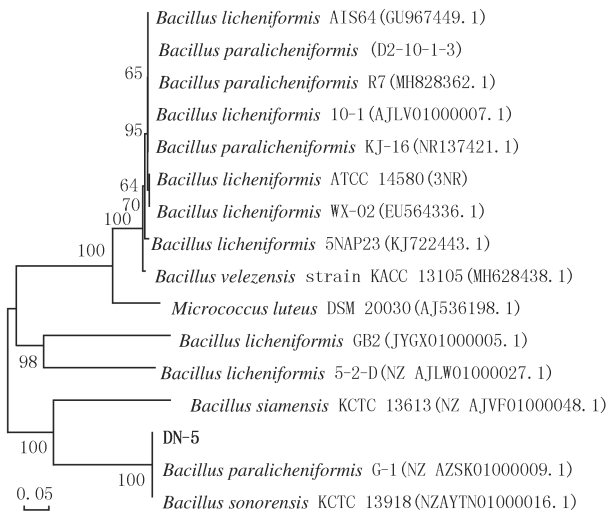 Bacillus licheniformis AIS64(GU967449.1)
Bacillus paralicheniformis (D2-10-1-3)
65
Bacillus paralicheniformis R7(MH828362.1)
Bacillus licheniformis 10-1(AJLV01000007.1)
95
Bacillus paralicheniformis KJ-16(NR137421.1)
Bacillus licheniformis ATCC 14580(3NR)
64
70
Bacillus licheniformis WX-02(EU564336.1)
100
Bacillus licheniformis 5NAP23(KJ722443.1)
100
Bacillus velezensis strain KACC 13105(MH628438.1)
Micrococcus luteus DSM 20030(AJ536198.1)
Bacillus licheniformis GB2(JYGX01000005.1)
98
Bacillus licheniformis 5-2-D(NZ AJLW01000027.1)
Bacillus siamensis KCTC 13613(NZ AJVF01000048.1)
DN-5
100
Bacillus paralicheniformis G-1(NZ AZSK01000009.1)
100
0.05
Bacillus sonorensis KCTC 13918(NZAYTN01000016.1)